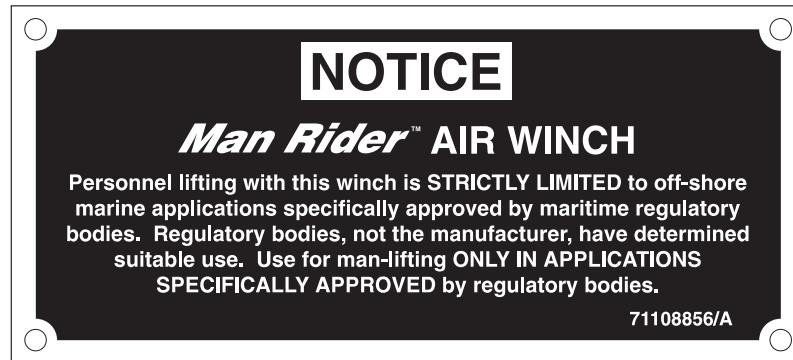 NOTICE
Man Rider™ AIR WINCH
Personnel lifting with this winch is STRICTLY LIMITED to off-shore
marine applications specifically approved by maritime regulatory
bodies.  Regulatory bodies, not the manufacturer, have determined
suitable use.  Use for man-lifting ONLY IN APPLICATIONS
SPECIFICALLY APPROVED by regulatory bodies.
71108856/A